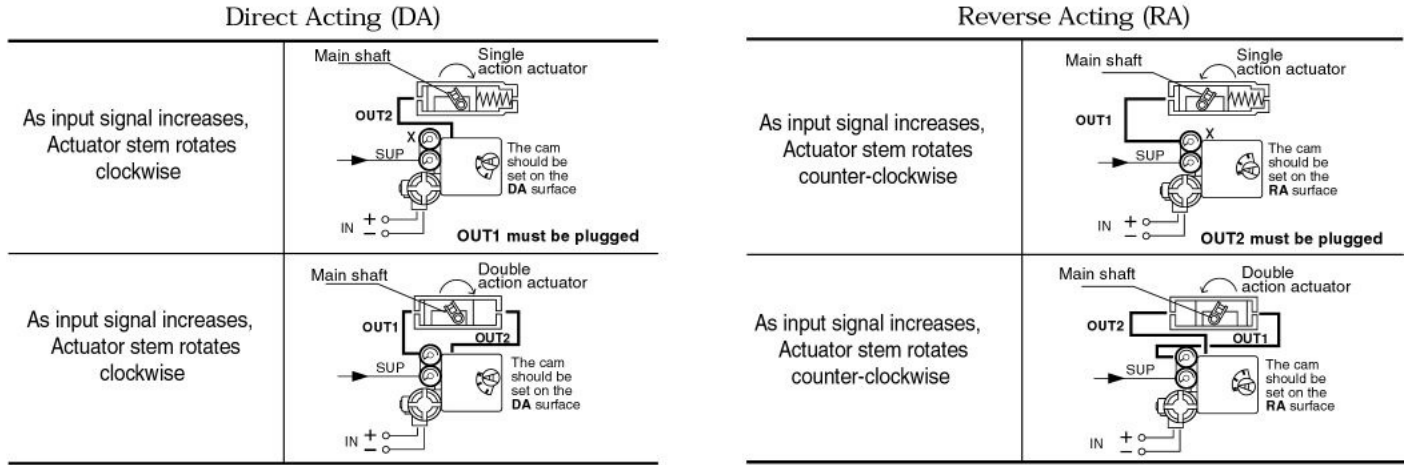 Direct Acting (DA)
As input signal increases,
Actuator stem rotates
clockwise
Main shaft
Single
action actuator
OUT2
X
SUP
The cam
should be
set on the
DA surface
IN
+
−
OUT1 must be plugged
As input signal increases,
Actuator stem rotates
clockwise
Main shaft
Double
action actuator
OUT1
OUT2
SUP
The cam
should be
set on the
DA surface
IN
+
−
Reverse Acting (RA)
As input signal increases,
Actuator stem rotates
counter-clockwise
Main shaft
Single
action actuator
OUT1
X
SUP
The cam
should be
set on the
RA surface
IN
+
−
OUT2 must be plugged
As input signal increases,
Actuator stem rotates
counter-clockwise
Main shaft
Double
action actuator
OUT2
OUT1
SUP
The cam
should be
set on the
RA surface
IN
+
−